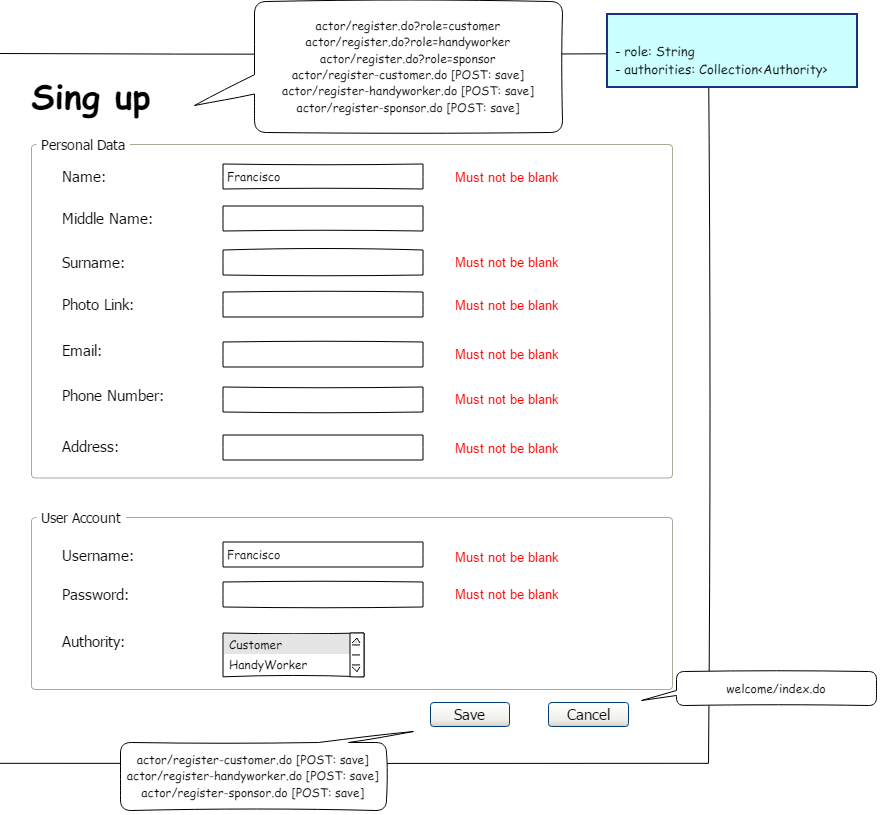 actor/register.do?role=customer
actor/register.do?role=handyworker
actor/register.do?role=sponsor
actor/register-customer.do [POST: save]
actor/register-handyworker.do [POST: save]
actor/register-sponsor.do [POST: save]
- role: String
- authorities: Collection<Authority>
Sing up
Personal Data
Name: Francisco Must not be blank
Middle Name:
Surname: Must not be blank
Photo Link: Must not be blank
Email: Must not be blank
Phone Number: Must not be blank
Address: Must not be blank
User Account
Username: Francisco Must not be blank
Password: Must not be blank
Authority: Customer
HandyWorker
welcome/index.do
Save Cancel
actor/register-customer.do [POST: save]
actor/register-handyworker.do [POST: save]
actor/register-sponsor.do [POST: save]